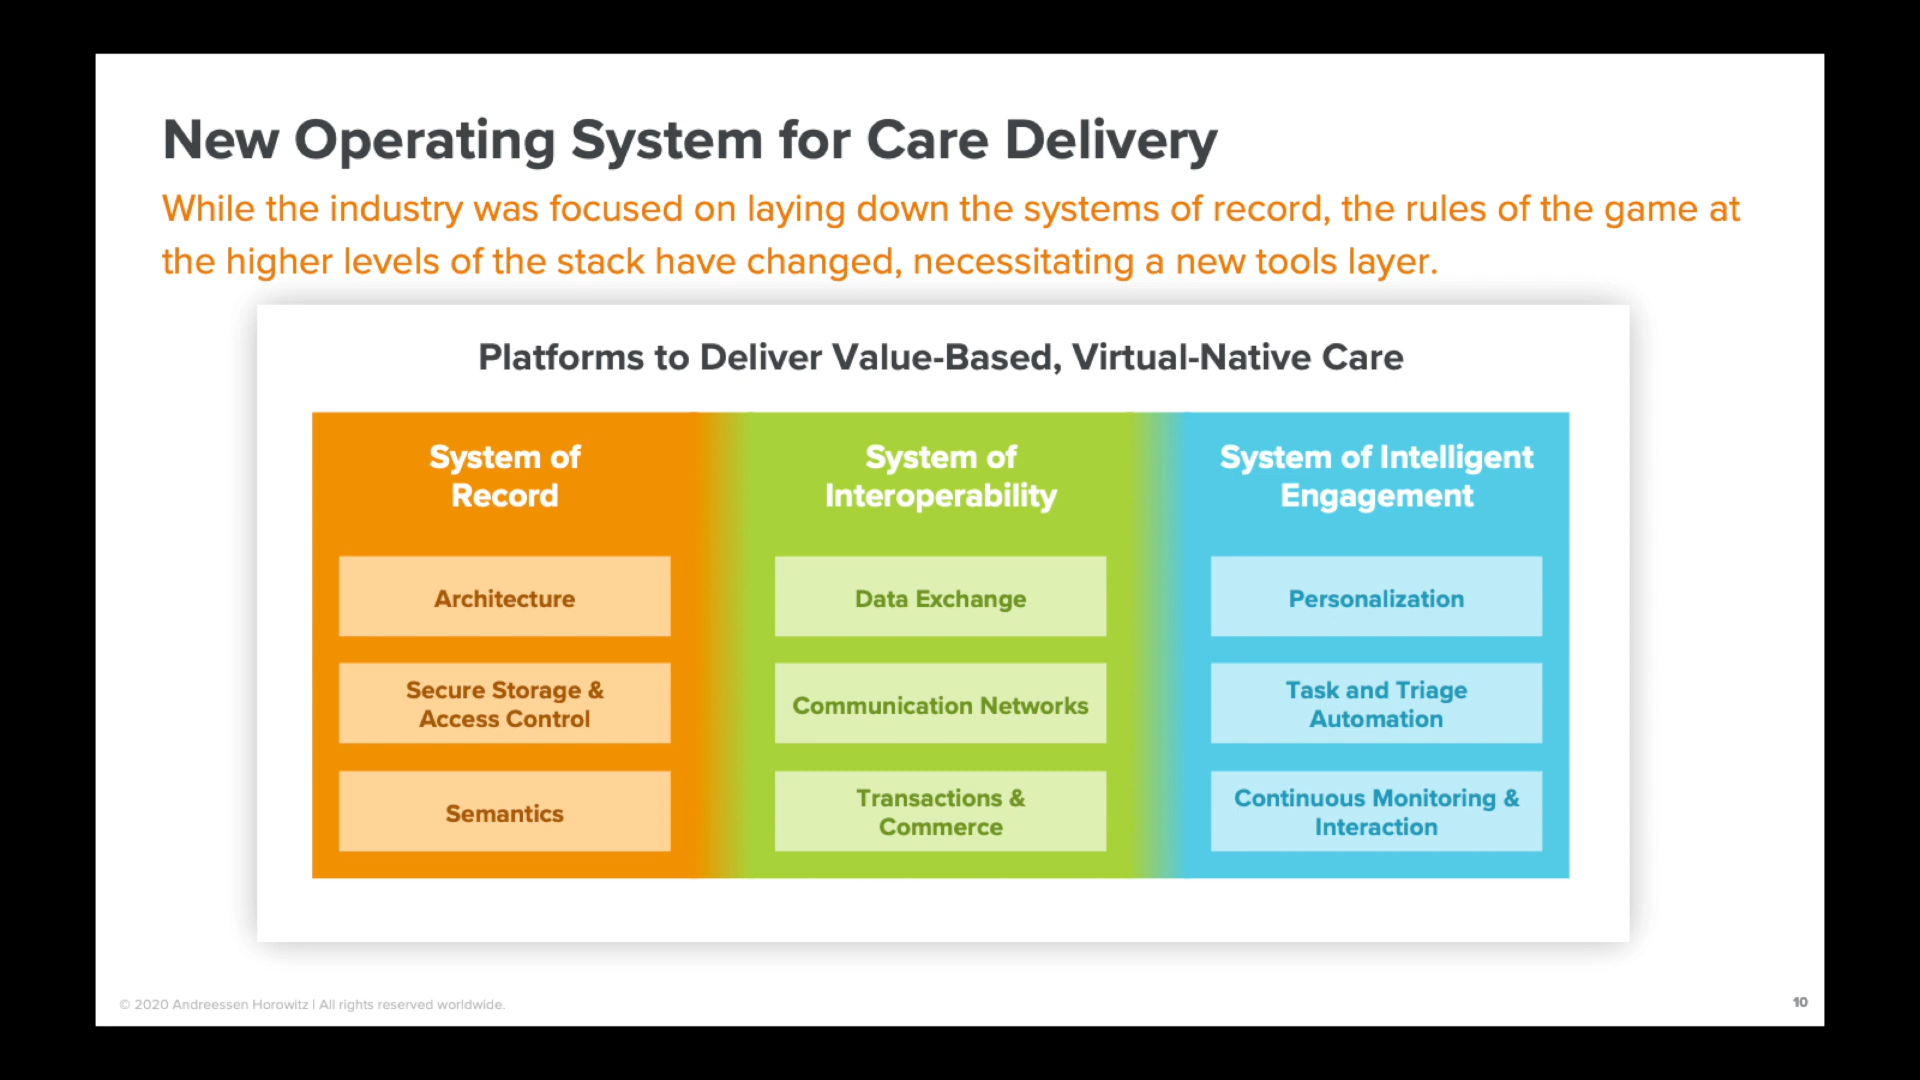 New Operating System for Care Delivery
While the industry was focused on laying down the systems of record, the rules of the game at
the higher levels of the stack have changed, necessitating a new tools layer.
Platforms to Deliver Value-Based, Virtual-Native Care
System of
Record
Architecture
Secure Storage &
Access Control
Semantics
System of
Interoperability
Data Exchange
Communication Networks
Transactions &
Commerce
System of Intelligent
Engagement
Personalization
Task and Triage
Automation
Continuous Monitoring &
Interaction
© 2020 Andreessen Horowitz | All rights reserved worldwide.
10